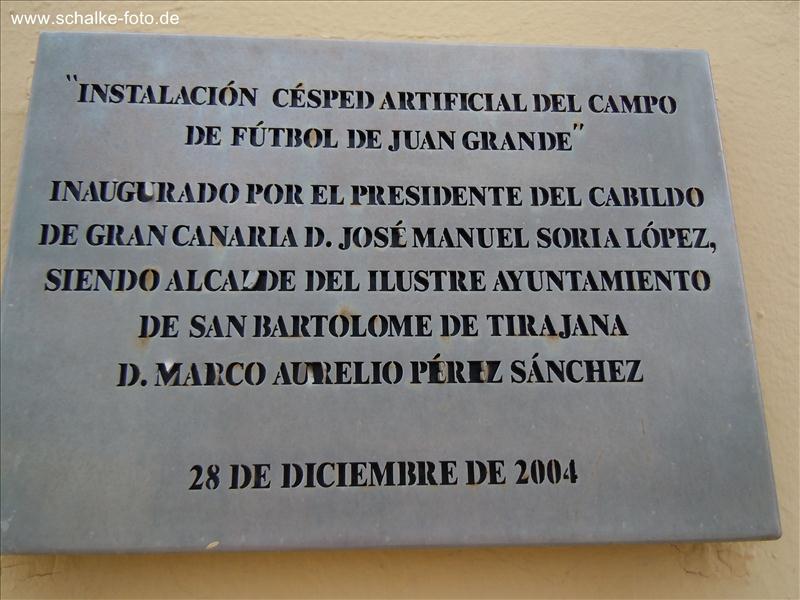 www.schalke-foto.de
"INSTALACIÓN CÉSPED ARTIFICIAL DEL CAMPO
DE FÚTBOL DE JUAN GRANDE"
INAUGURADO POR EL PRESIDENTE DEL CABILDO
DE GRAN CANARIA D. JOSÉ MANUEL SORIA LÓPEZ,
SIENDO ALCALDE DEL ILUSTRE AYUNTAMIENTO
DE SAN BARTOLOME DE TIRAJANA
D. MARCO AURELIO PÉREZ SÁNCHEZ
28 DE DICIEMBRE DE 2004